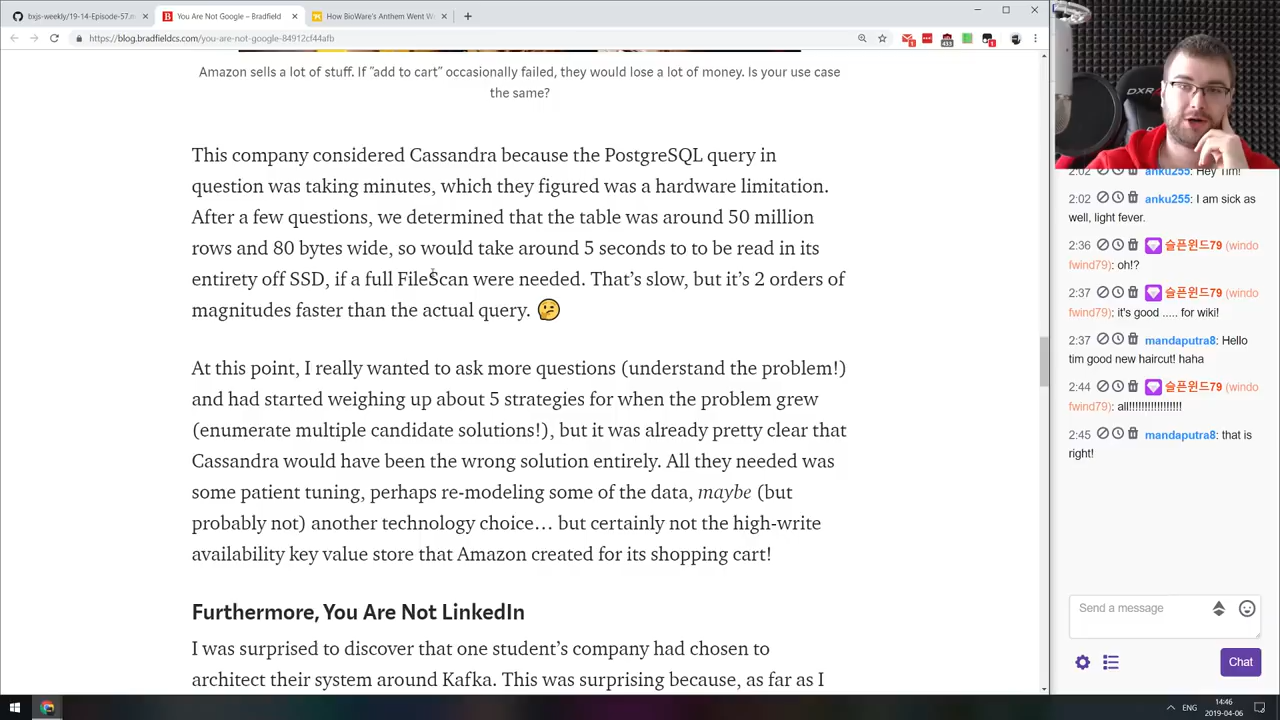 bxjs-weekly/19-14-Episode-57.m
You Are Not Google – Bradfield
How BioWare's Anthem Went W
https://blog.bradfieldcs.com/you-are-not-google-84912cf44afb
Amazon sells a lot of stuff. If "add to cart" occasionally failed, they would lose a lot of money. Is your use case
the same?
This company considered Cassandra because the PostgreSQL query in
question was taking minutes, which they figured was a hardware limitation.
After a few questions, we determined that the table was around 50 million
rows and 80 bytes wide, so would take around 5 seconds to to be read in its
entirety off SSD, if a full FileScan were needed. That's slow, but it's 2 orders of
magnitudes faster than the actual query. 🤔
At this point, I really wanted to ask more questions (understand the problem!)
and had started weighing up about 5 strategies for when the problem grew
(enumerate multiple candidate solutions!), but it was already pretty clear that
Cassandra would have been the wrong solution entirely. All they needed was
some patient tuning, perhaps re-modeling some of the data, maybe (but
probably not) another technology choice… but certainly not the high-write
availability key value store that Amazon created for its shopping cart!
Furthermore, You Are Not LinkedIn
I was surprised to discover that one student's company had chosen to
architect their system around Kafka. This was surprising because, as far as I
DXR
2:02 anku255: Hey Tim!
2:02 anku255: I am sick as
well, light fever.
2:36 슬픈윈드79 (windo
fwind79): oh!?
2:37 슬픈윈드79 (windo
fwind79): it's good ..... for wiki!
2:37 mandaputra8: Hello
tim good new haircut! haha
2:44 슬픈윈드79 (windo
fwind79): all!!!!!!!!!!!!!!!!!
2:45 mandaputra8: that is
right!
Send a message
Chat
ENG
14:46
2019-04-06